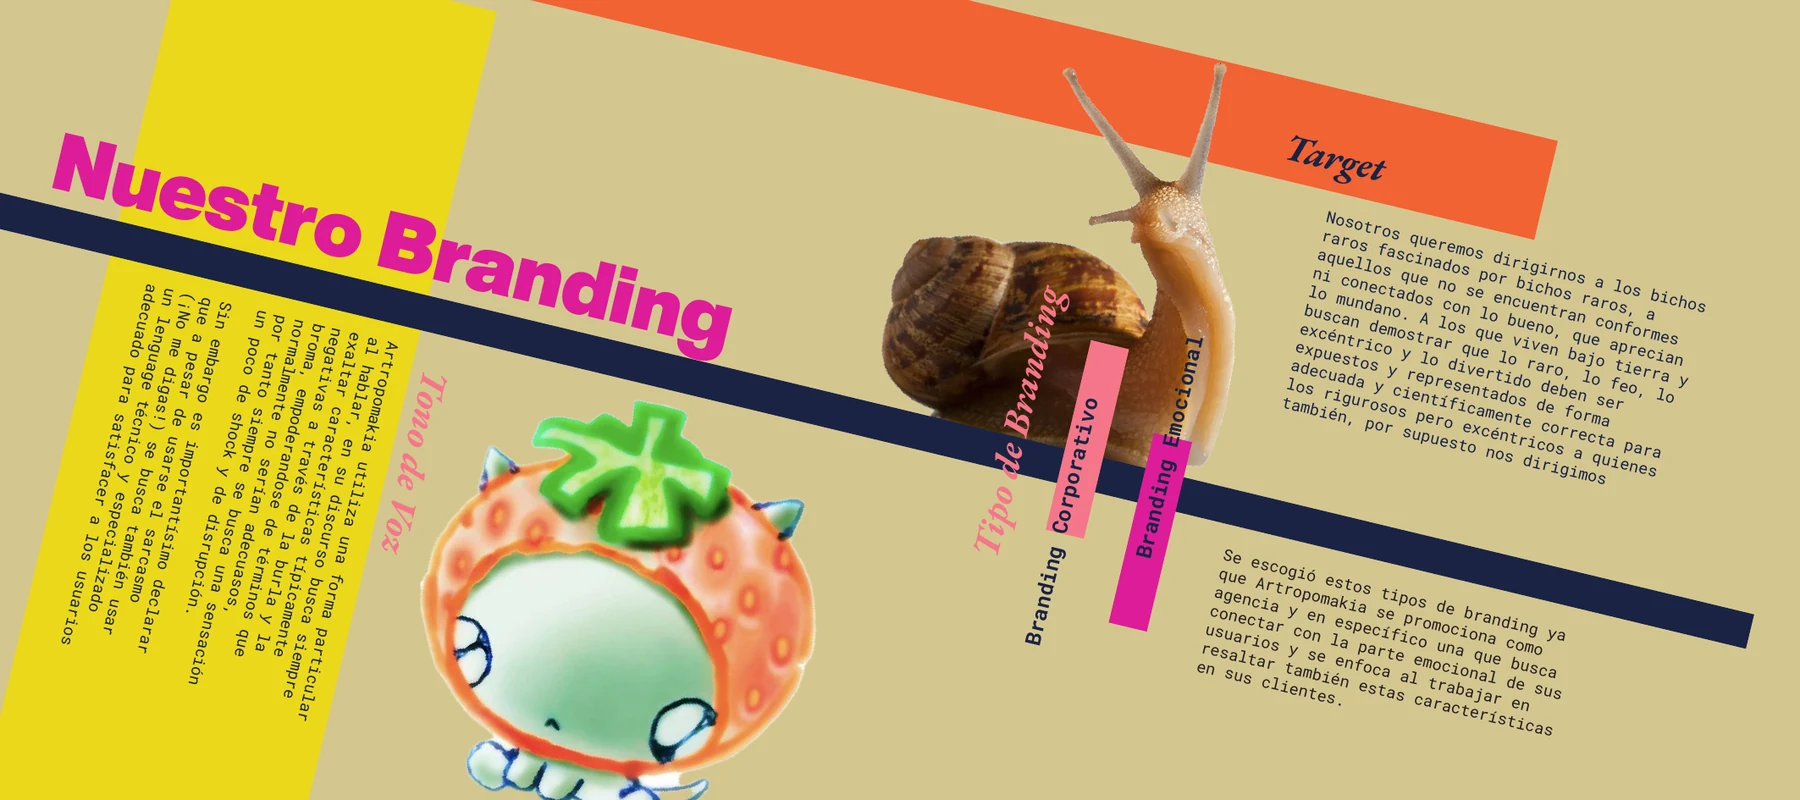 Nuestro Branding
Tono de Voz
Artropomakia utiliza una forma particular
al hablar, en su discurso busca siempre
exaltar características típicamente
negativas a través de la burla y la
broma, empoderandose de términos que
normalmente no serían adecuasos,
por tanto siempre se busca una sensación
un poco de shock y de disrupción.
Sin embargo es importantísimo declarar
que a pesar de usarse el sarcasmo
(¡No me digas!) se busca también usar
un lenguage técnico y especializado
adecuado para satisfacer a los usuarios
Target
Nosotros queremos dirigirnos a los bichos
raros fascinados por bichos raros, a
aquellos que no se encuentran conformes
ni conectados con lo bueno, que aprecian
lo mundano. A los que viven bajo tierra y
buscan demostrar que lo raro, lo feo, lo
excéntrico y lo divertido deben ser
expuestos y representados de forma
adecuada y científicamente correcta para
los rigurosos pero excéntricos a quienes
también, por supuesto nos dirigimos
Tipo de Branding
Branding Corporativo
Branding Emocional
Se escogió estos tipos de branding ya
que Artropomakia se promociona como
agencia y en específico una que busca
conectar con la parte emocional de sus
usuarios y se enfoca al trabajar en
resaltar también estas características
en sus clientes.